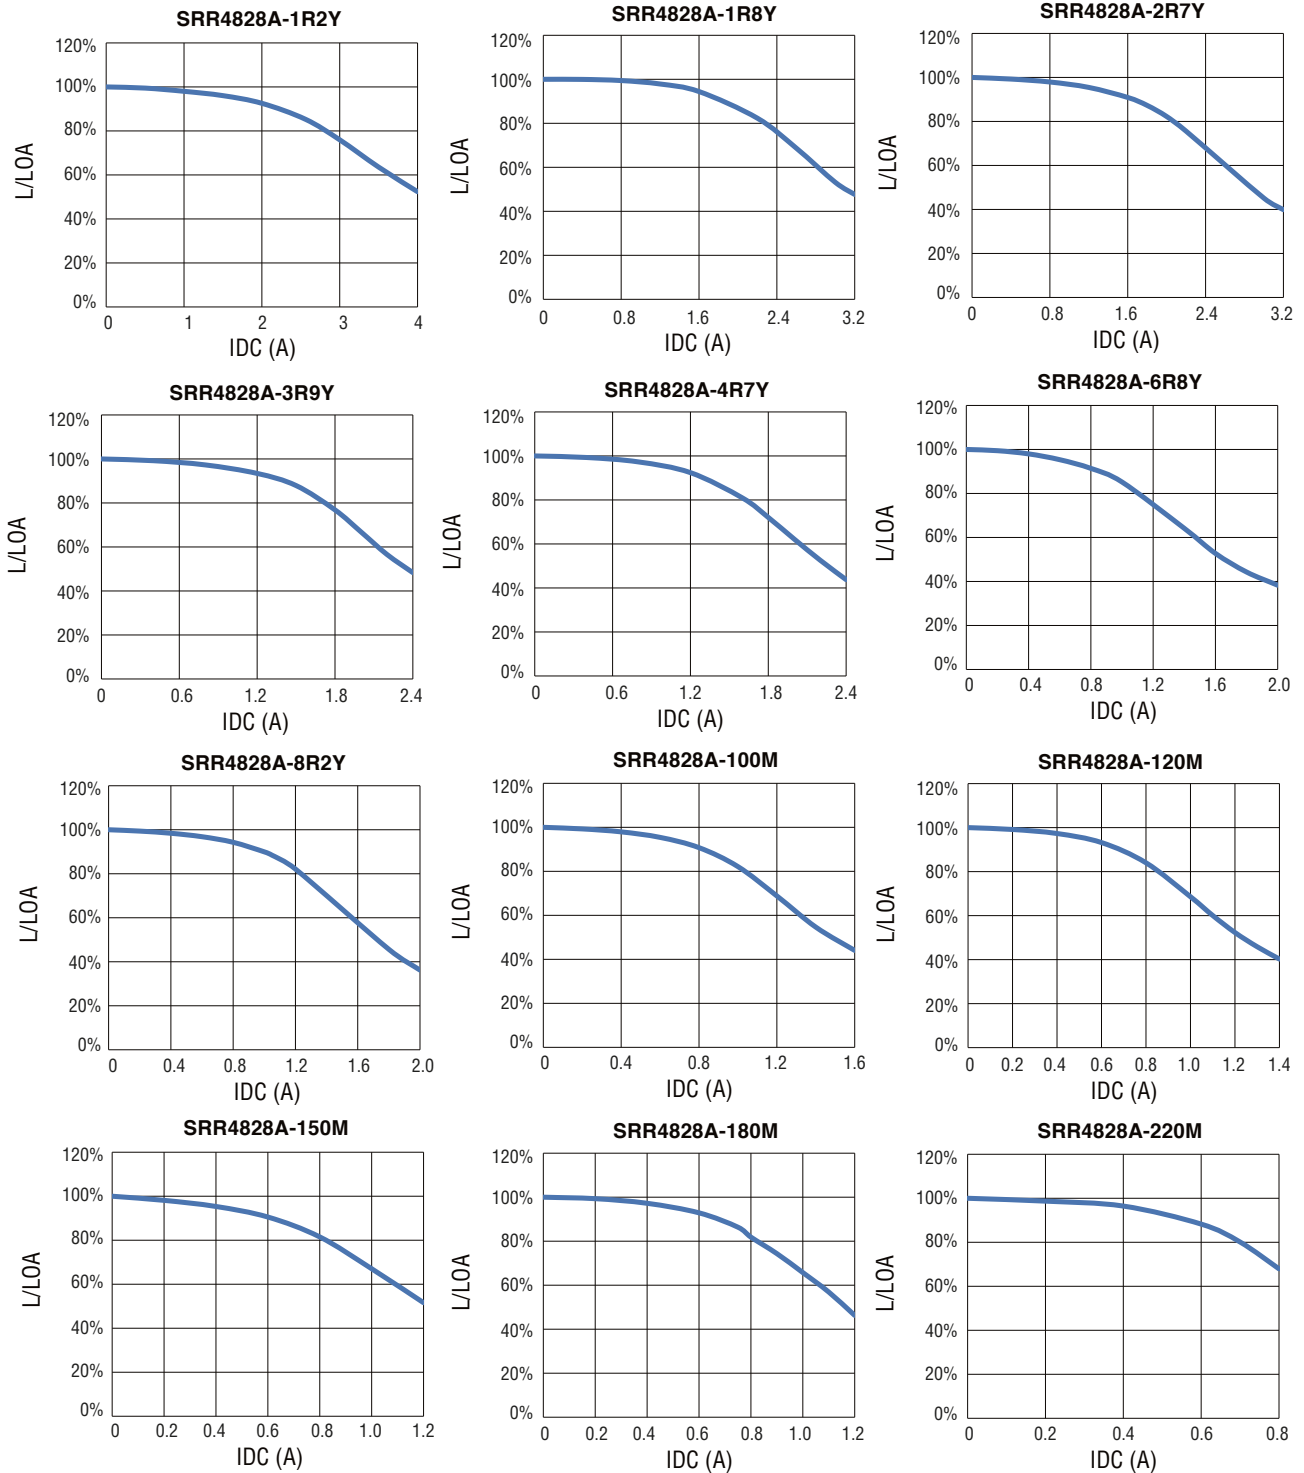 SRR4828A-1R2Y
120%
100%
80%
60%
40%
20%
0%
L/LOA
0 1 2 3 4
IDC (A)
SRR4828A-1R8Y
120%
100%
80%
60%
40%
20%
0%
L/LOA
0 0.8 1.6 2.4 3.2
IDC (A)
SRR4828A-2R7Y
120%
100%
80%
60%
40%
20%
0%
L/LOA
0 0.8 1.6 2.4 3.2
IDC (A)
SRR4828A-3R9Y
120%
100%
80%
60%
40%
20%
0%
L/LOA
0 0.6 1.2 1.8 2.4
IDC (A)
SRR4828A-4R7Y
120%
100%
80%
60%
40%
20%
0%
L/LOA
0 0.6 1.2 1.8 2.4
IDC (A)
SRR4828A-6R8Y
120%
100%
80%
60%
40%
20%
0%
L/LOA
0 0.4 0.8 1.2 1.6 2.0
IDC (A)
SRR4828A-8R2Y
120%
100%
80%
60%
40%
20%
0%
L/LOA
0 0.4 0.8 1.2 1.6 2.0
IDC (A)
SRR4828A-100M
120%
100%
80%
60%
40%
20%
0%
L/LOA
0 0.4 0.8 1.2 1.6
IDC (A)
SRR4828A-120M
120%
100%
80%
60%
40%
20%
0%
L/LOA
0 0.2 0.4 0.6 0.8 1.0 1.2 1.4
IDC (A)
SRR4828A-150M
120%
100%
80%
60%
40%
20%
0%
L/LOA
0 0.2 0.4 0.6 0.8 1.0 1.2
IDC (A)
SRR4828A-180M
120%
100%
80%
60%
40%
20%
0%
L/LOA
0 0.2 0.4 0.6 0.8 1.0 1.2
IDC (A)
SRR4828A-220M
120%
100%
80%
60%
40%
20%
0%
L/LOA
0 0.2 0.4 0.6 0.8
IDC (A)